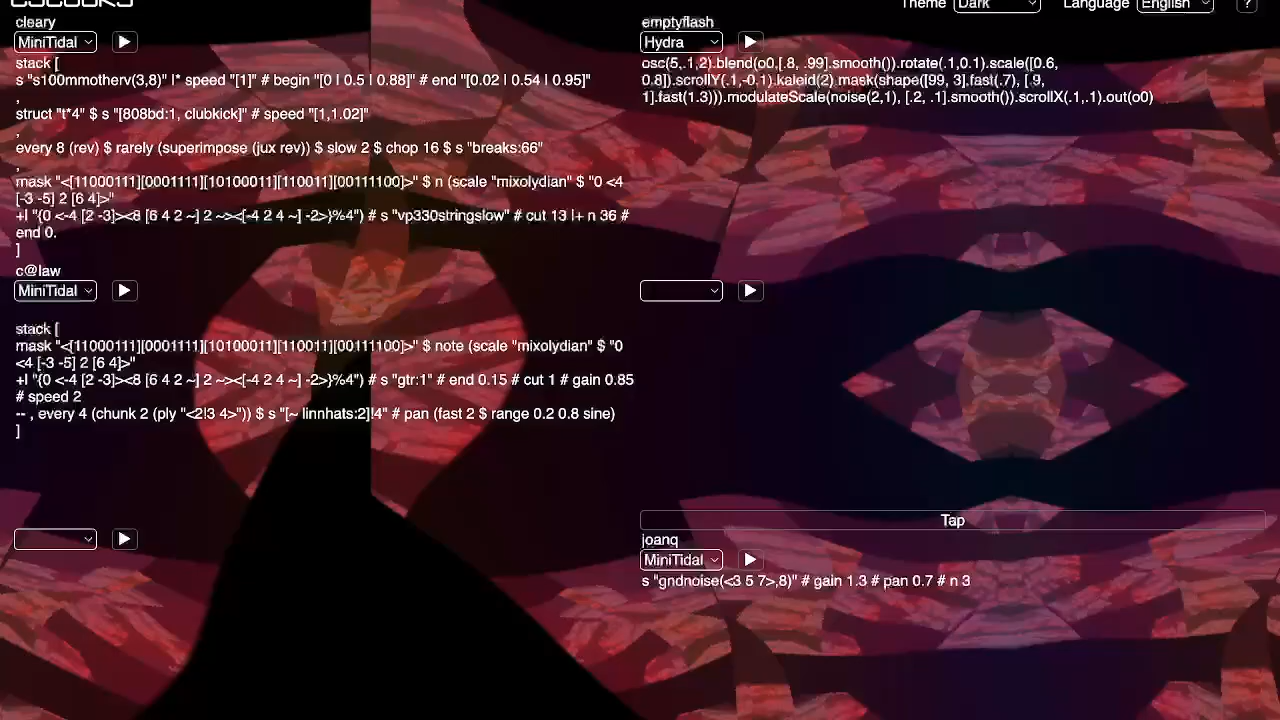 Theme Dark Language English ?
cleary
MiniTidal
stack [
s "s100mmotherv(3,8)" |* speed "[1]" # begin "[0 | 0.5 | 0.88]" # end "[0.02 | 0.54 | 0.95]"
,
struct "t*4" $ s "[808bd:1, clubkick]" # speed "[1,1.02]"
,
every 8 (rev) $ rarely (superimpose (jux rev)) $ slow 2 $ chop 16 $ s "breaks:66"
,
mask "<[11000111][0001111][10100011][110011][00111100]>" $ n (scale "mixolydian" $ "0 <4
[-3 -5] 2 [6 4]>"
+| "{0 <-4 [2 -3]><8 [6 4 2 ~] 2 ~><[-4 2 4 ~] -2>}%4") # s "vp330stringslow" # cut 13 |+ n 36 #
end 0.
]
emptyflash
Hydra
osc(5,.1,2).blend(o0,[.8, .99].smooth()).rotate(.1,0.1).scale([0.6,
0.8]).scrollY(.1,-0.1).kaleid(2).mask(shape([99, 3].fast(.7), [.9,
1].fast(1.3))).modulateScale(noise(2,1), [.2, .1].smooth()).scrollX(.1,.1).out(o0)
c@law
MiniTidal
stack [
mask "<[11000111][0001111][10100011][110011][00111100]>" $ note (scale "mixolydian" $ "0
<4 [-3 -5] 2 [6 4]>"
+| "{0 <-4 [2 -3]><8 [6 4 2 ~] 2 ~><[-4 2 4 ~] -2>}%4") # s "gtr:1" # end 0.15 # cut 1 # gain 0.85
# speed 2
-- , every 4 (chunk 2 (ply "<2!3 4>")) $ s "[~ linnhats:2]!4" # pan (fast 2 $ range 0.2 0.8 sine)
]
Tap
joanq
MiniTidal
s "gndnoise(<3 5 7>,8)" # gain 1.3 # pan 0.7 # n 3